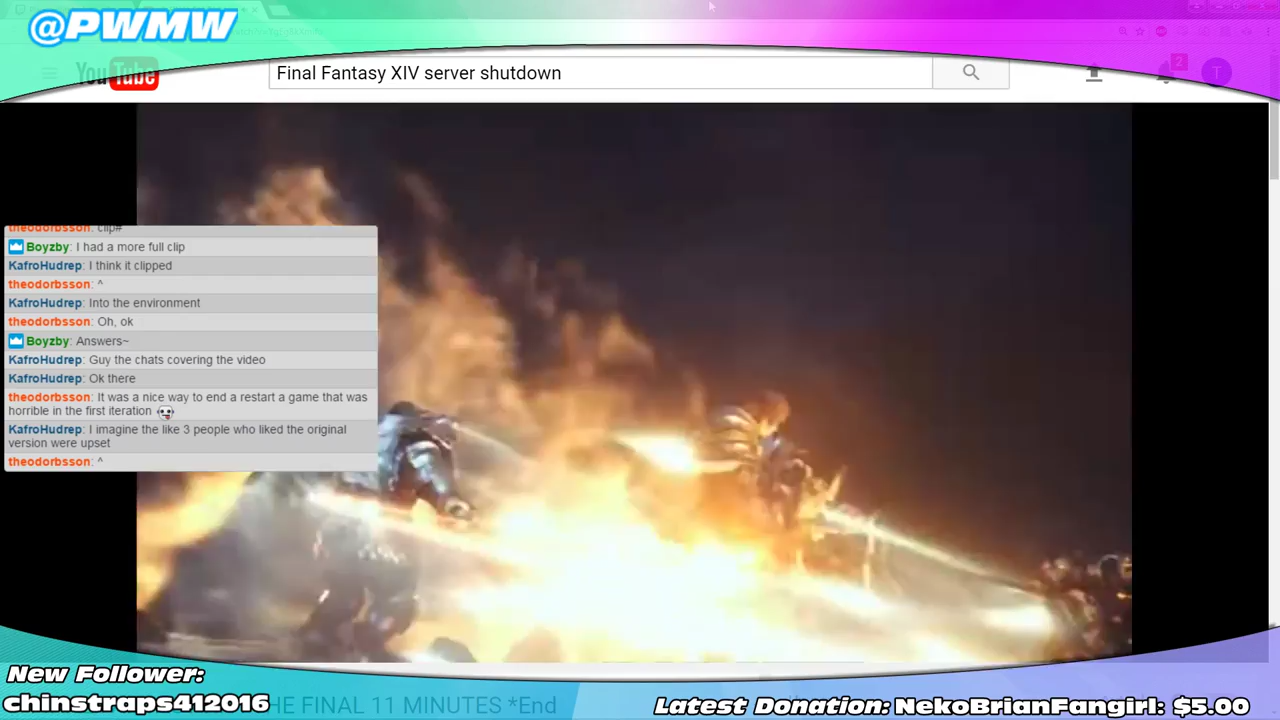 @PWMW
YouTube
Final Fantasy XIV server shutdown
2
T
theodorbsson: clip#
Boyzby: I had a more full clip
KafroHudrep: I think it clipped
theodorbsson: ^
KafroHudrep: Into the environment
theodorbsson: Oh, ok
Boyzby: Answers~
KafroHudrep: Guy the chats covering the video
KafroHudrep: Ok there
theodorbsson: It was a nice way to end a restart a game that was
horrible in the first iteration
KafroHudrep: I imagine the like 3 people who liked the original
version were upset
theodorbsson: ^
New Follower:
chinstraps412016
HE FINAL 11 MINUTES *End
Latest Donation: NekoBrianFangirl: $5.00